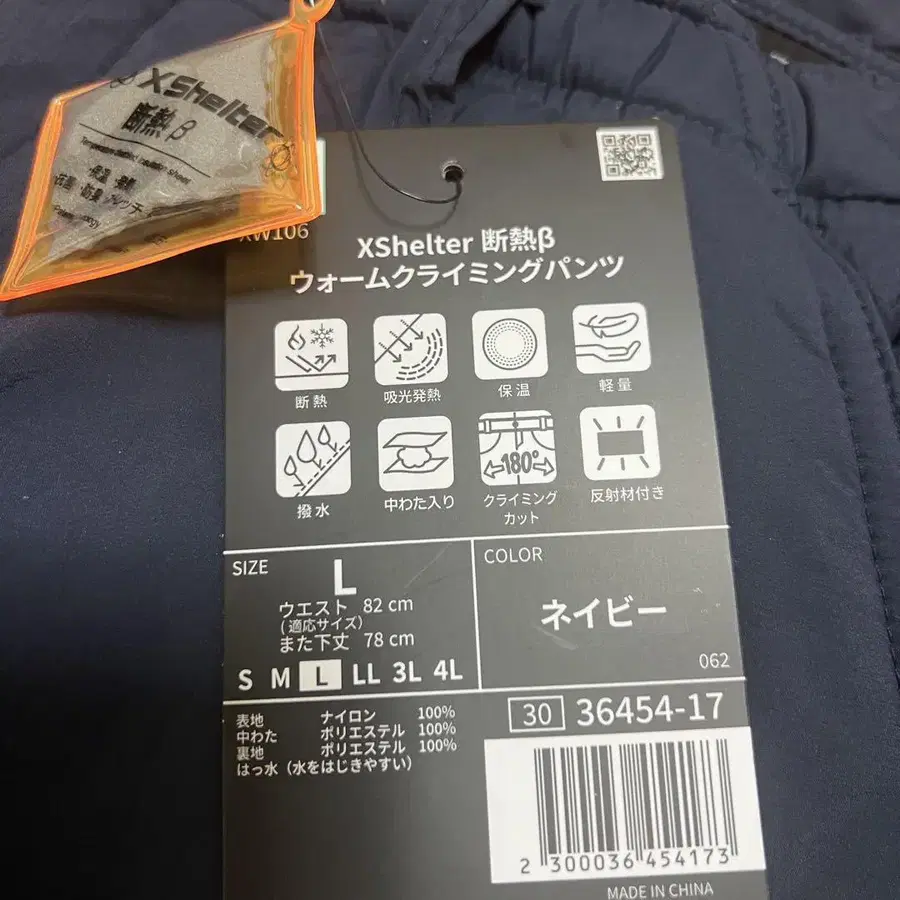 XShelter
断熱β
XW106
XShelter 断熱β
ウォームクライミングパンツ
断熱
吸光発熱
保温
軽量
撥水
中わた入り
180°
クライミング
カット
反射材付き
SIZE
L
ウエスト 82 cm
(適応サイズ)
また下丈 78 cm
S M L LL 3L 4L
COLOR
ネイビー
062
表地 ナイロン 100%
中わた ポリエステル 100%
裏地 ポリエステル 100%
はっ水（水をはじきやすい）
30 36454-17
2 300036 454173
MADE IN CHINA